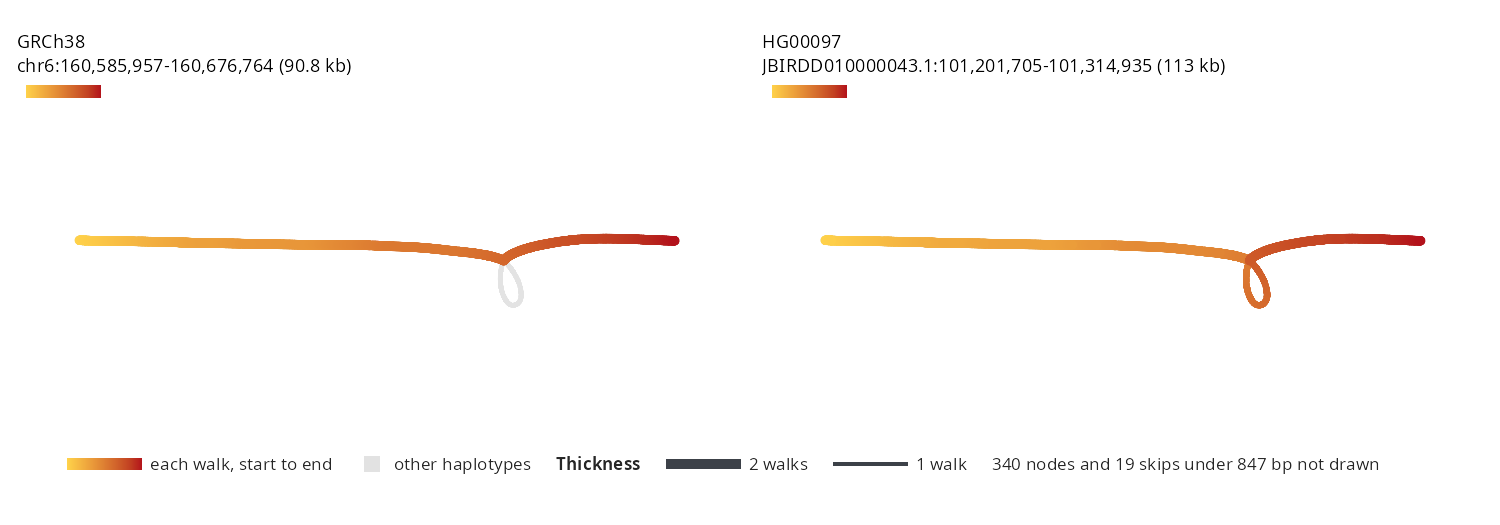 GRCh38
chr6:160,585,957-160,676,764 (90.8 kb)
HG00097
JBIRDD010000043.1:101,201,705-101,314,935 (113 kb)
each walk, start to end
other haplotypes
Thickness
2 walks
1 walk
340 nodes and 19 skips under 847 bp not drawn